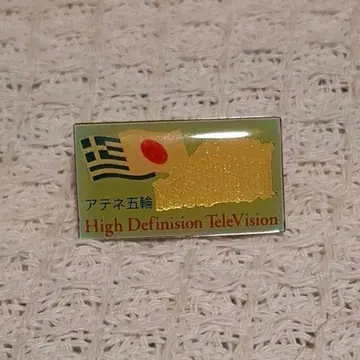 アテネ五輪
High Definision TeleVision